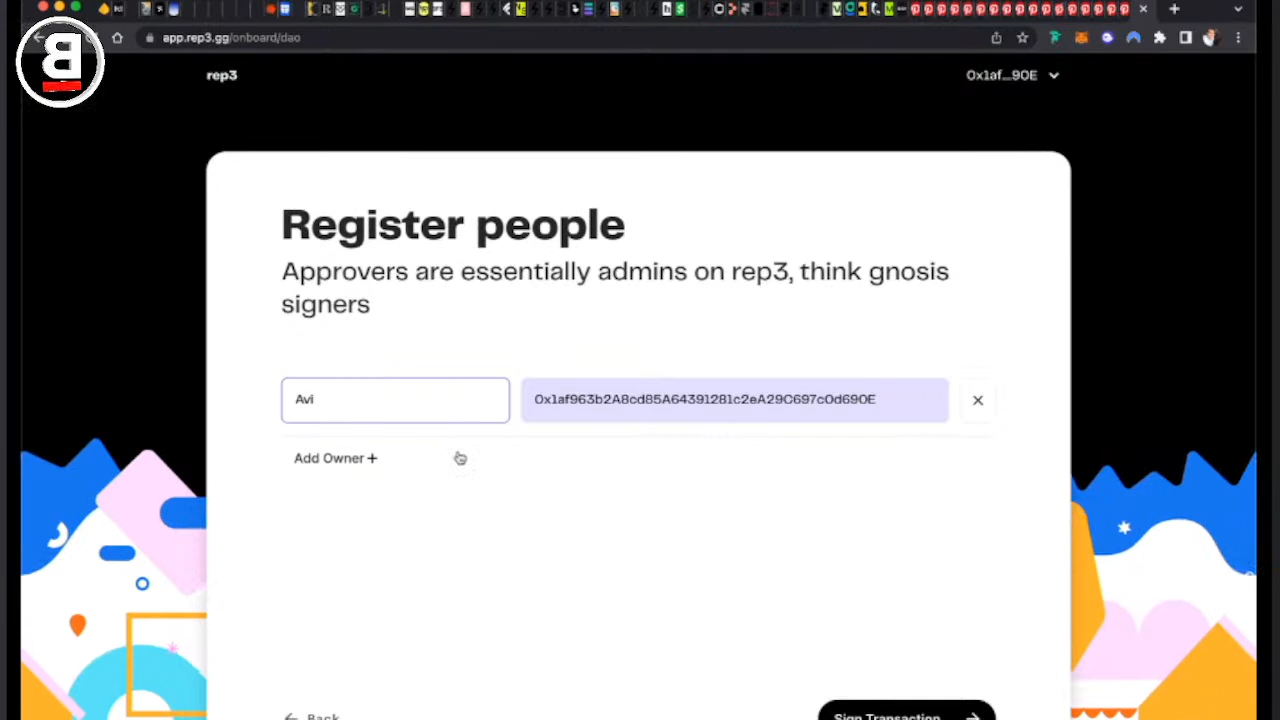 app.rep3.gg/onboard/dao
B
rep3
0x1af...90E
Register people
Approvers are essentially admins on rep3, think gnosis
signers
Avi
0x1af963b2A8cd85A64391281c2eA29C697c0d690E
Add Owner +
Back
Sign Transaction